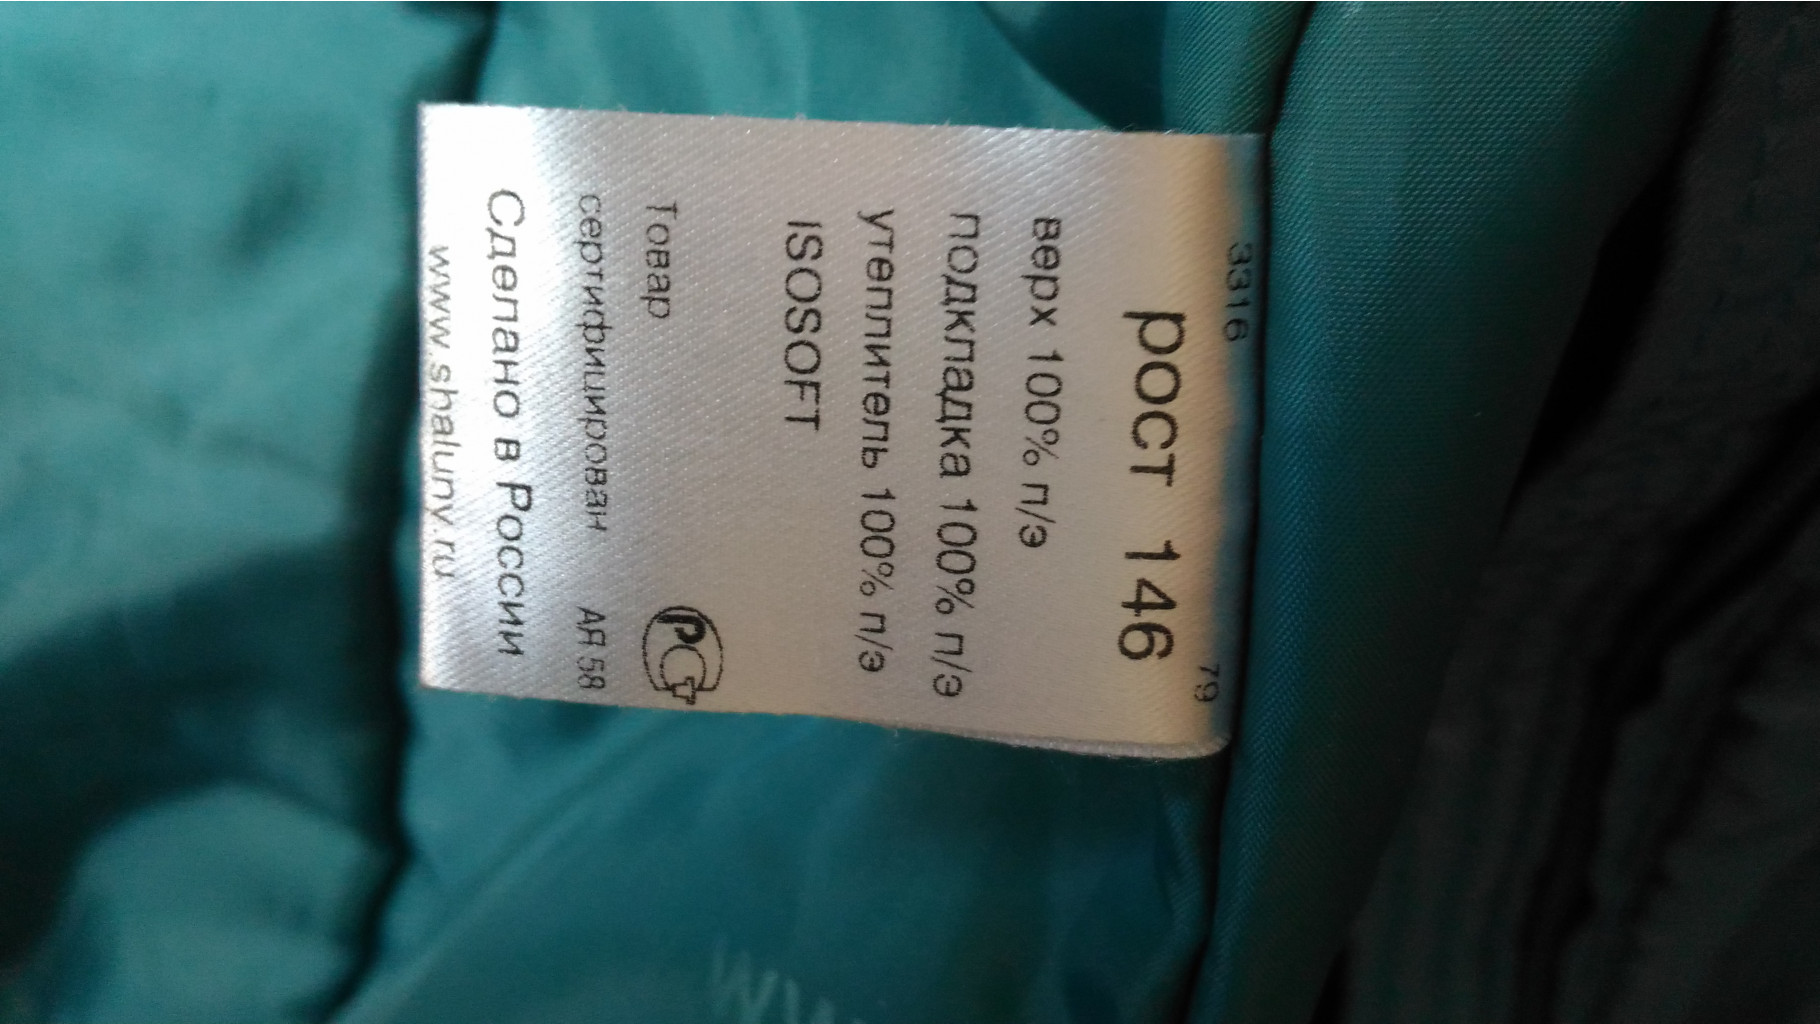 3316 79
рост 146
верх 100% п/э
подкладка 100% п/э
утеплитель 100% п/э
ISOSOFT
Товар
сертифицирован АЯ 58
Сделано в России
www.shaluny.ru